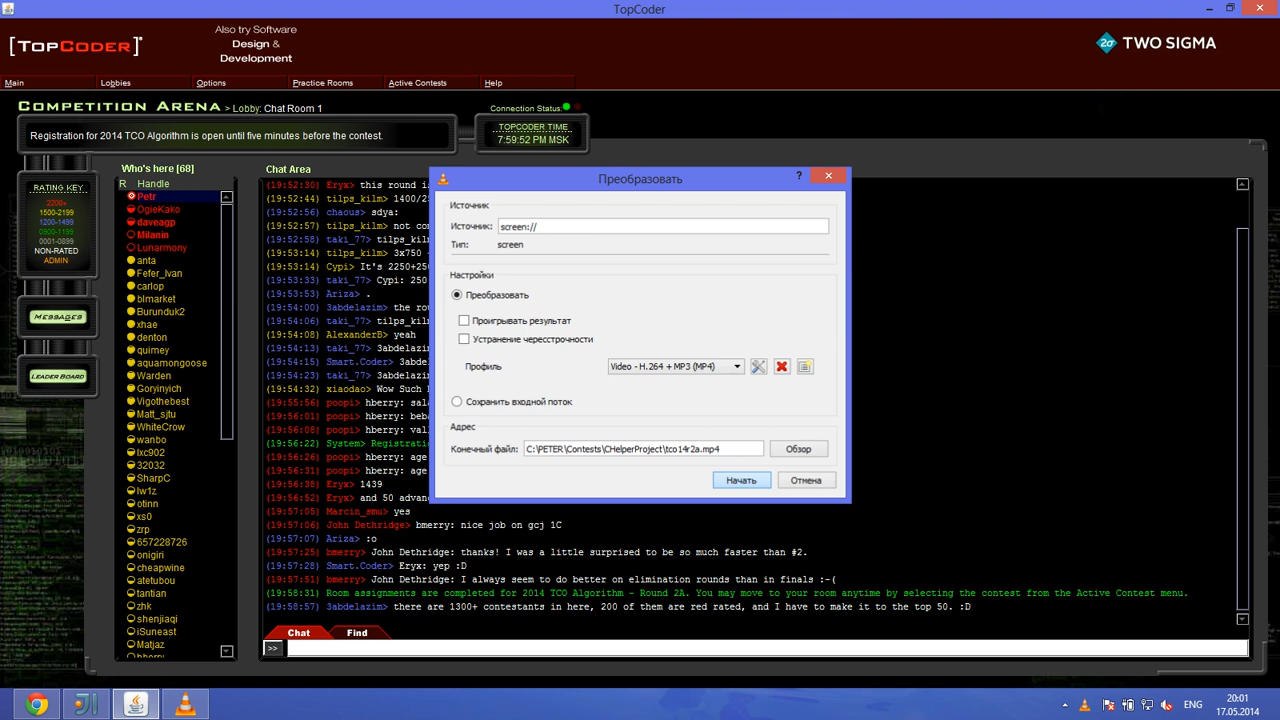 TopCoder
[TOPCODER]
Also try Software
Design &
Development
TWO SIGMA
Main Lobbies Options Practice Rooms Active Contests Help
COMPETITION ARENA > Lobby: Chat Room 1
Connection Status:
Registration for 2014 TCO Algorithm is open until five minutes before the contest.
TOPCODER TIME
7:59:52 PM MSK
RATING KEY
2200+
1500-2199
1200-1499
0900-1199
0001-0899
NON-RATED
ADMIN
MESSAGES
LEADER BOARD
Who's here [68]
R Handle
Petr
OgieKako
daveagp
Milanin
Lunarmony
anta
Fefer_Ivan
carlop
blmarket
Burunduk2
xhae
denton
quimey
aquamongoose
Warden
Goryinyich
Vigothebest
Matt_sjtu
WhiteCrow
wanbo
lxc902
32032
SharpC
lw1z
otinn
xs0
zrp
657228726
onigiri
cheapwine
atetubou
tantian
zhk
shenjiaqi
iSuneast
Matjaz
bherry
Chat Area
(19:52:30) Eryx> this round i
(19:52:44) tilps_kilm> 1400/2
(19:52:56) chaous> sdya:
(19:52:57) tilps_kilm> not co
(19:52:58) taki_77> tilps_kil
(19:53:14) tilps_kilm> 3x750
(19:53:14) Cypi> It's 2250+25
(19:53:33) taki_77> Cypi: 250
(19:53:53) Ariza> .
(19:54:00) 3abdelazim> the ro
(19:54:06) taki_77> tilps_kil
(19:54:08) AlexanderB> yeah
(19:54:13) taki_77> 3abdelazi
(19:54:15) Smart.Coder> 3abde
(19:54:23) taki_77> 3abdelazi
(19:54:32) xiaodao> Wow Such
(19:55:56) poopi> hberry: sal
(19:56:01) poopi> hberry: beb
(19:56:08) poopi> hberry: val
(19:56:22) System> Registrati
(19:56:26) poopi> hberry: age
(19:56:31) poopi> hberry: age
(19:56:38) Eryx> 1439
(19:56:52) Eryx> and 50 advan
(19:57:05) Marcin_smu> yes
(19:57:06) John Dethridge> bmerry: nice job on gcj 1C
(19:57:07) Ariza> :o
(19:57:25) bmerry> John Dethridge: thanks! I was a little surprised to be so much faster than #2.
(19:57:28) Smart.Coder> Eryx: yep :D
(19:57:51) bmerry> John Dethridge: I always seem to do better on elimination rounds than in finals :-(
(19:58:31) Room assignments are completed for 2014 TCO Algorithm - Round 2A. You may move to your room anytime by selecting the contest from the Active Contest menu.
(19:58:57) 3abdelazim> there are 1400+ contestants in here, 200 of them are red rated, and I have to make it to the top 50. :D
Chat Find
>>
Преобразовать
?
Источник
Источник: screen://
Тип: screen
Настройки
Преобразовать
Проигрывать результат
Устранение чересстрочности
Профиль Video - H.264 + MP3 (MP4)
Сохранить входной поток
Адрес
Конечный файл: C:\PETER\Contests\CHelperProject\tco14r2a.mp4 Обзор
Начать Отмена
ENG
20:01
17.05.2014